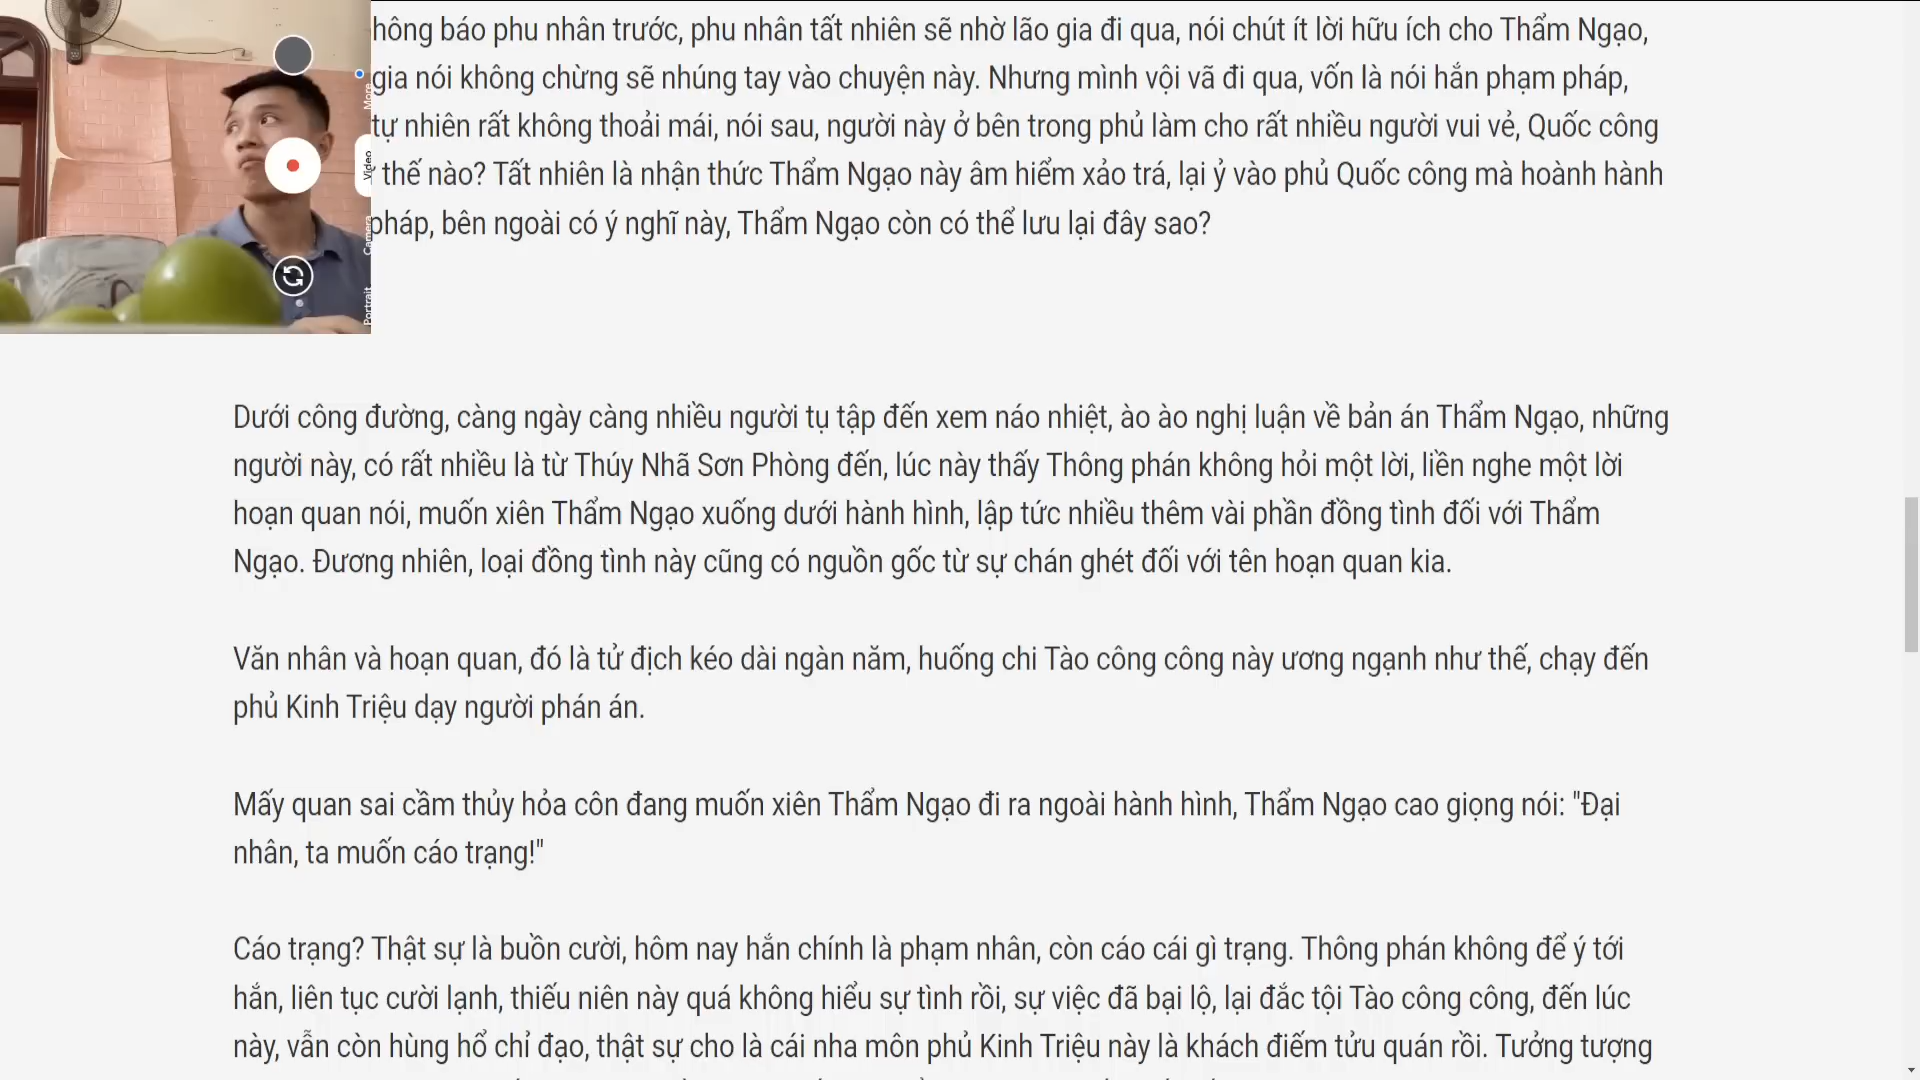 hông báo phu nhân trước, phu nhân tất nhiên sẽ nhờ lão gia đi qua, nói chút ít lời hữu ích cho Thẩm Ngạo,
gia nói không chừng sẽ nhúng tay vào chuyện này. Nhưng mình vội vã đi qua, vốn là nói hắn phạm pháp,
tự nhiên rất không thoải mái, nói sau, người này ở bên trong phủ làm cho rất nhiều người vui vẻ, Quốc công
thế nào? Tất nhiên là nhận thức Thẩm Ngạo này âm hiểm xảo trá, lại ỷ vào phủ Quốc công mà hoành hành
pháp, bên ngoài có ý nghĩ này, Thẩm Ngạo còn có thể lưu lại đây sao?
More
Video
Camera
Portrait
Dưới công đường, càng ngày càng nhiều người tụ tập đến xem náo nhiệt, ào ào nghị luận về bản án Thẩm Ngạo, những
người này, có rất nhiều là từ Thúy Nhã Sơn Phòng đến, lúc này thấy Thông phán không hỏi một lời, liền nghe một lời
hoạn quan nói, muốn xiên Thẩm Ngạo xuống dưới hành hình, lập tức nhiều thêm vài phần đồng tình đối với Thẩm
Ngạo. Đương nhiên, loại đồng tình này cũng có nguồn gốc từ sự chán ghét đối với tên hoạn quan kia.
Văn nhân và hoạn quan, đó là tử địch kéo dài ngàn năm, huống chi Tào công công này ương ngạnh như thế, chạy đến
phủ Kinh Triệu dạy người phán án.
Mấy quan sai cầm thủy hỏa côn đang muốn xiên Thẩm Ngạo đi ra ngoài hành hình, Thẩm Ngạo cao giọng nói: "Đại
nhân, ta muốn cáo trạng!"
Cáo trạng? Thật sự là buồn cười, hôm nay hắn chính là phạm nhân, còn cáo cái gì trạng. Thông phán không để ý tới
hắn, liên tục cười lạnh, thiếu niên này quá không hiểu sự tình rồi, sự việc đã bại lộ, lại đắc tội Tào công công, đến lúc
này, vẫn còn hùng hổ chỉ đạo, thật sự cho là cái nha môn phủ Kinh Triệu này là khách điếm tửu quán rồi. Tưởng tượng